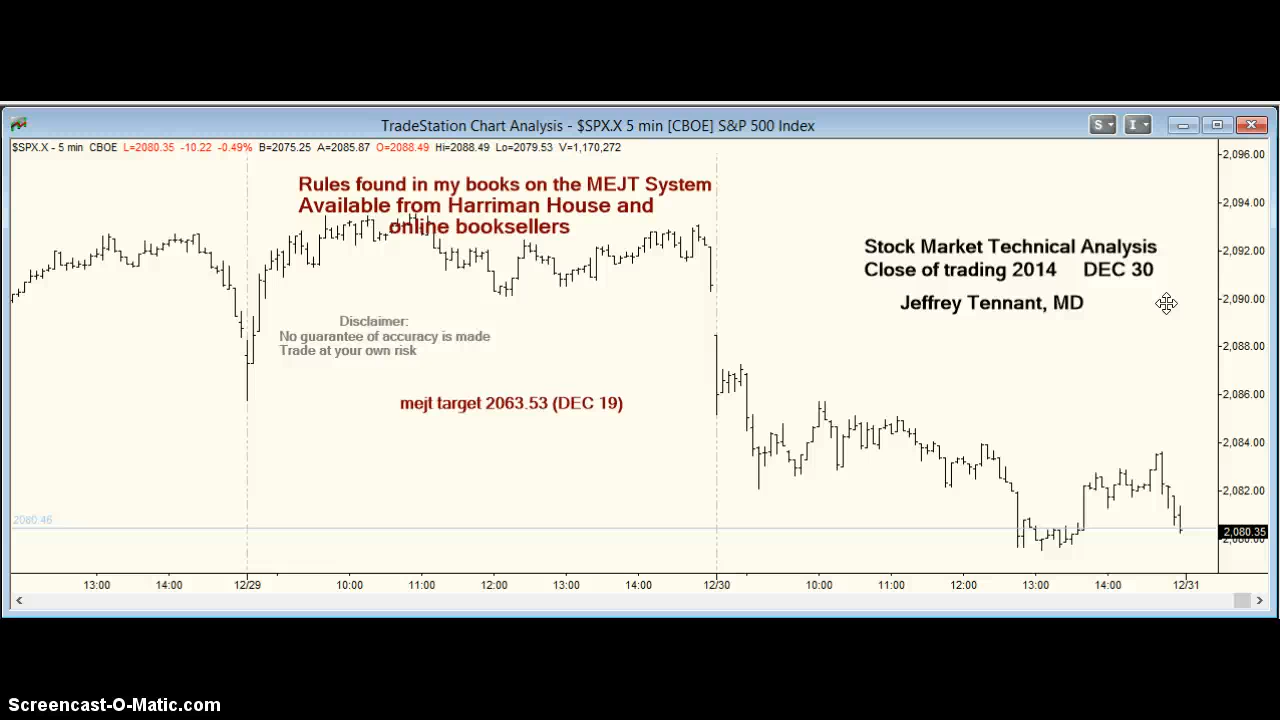 TradeStation Chart Analysis - $SPX.X 5 min [CBOE] S&P 500 Index
S I
$SPX.X - 5 min CBOE L=2080.35 -10.22 -0.49% B=2075.25 A=2085.87 O=2088.49 Hi=2088.49 Lo=2079.53 V=1,170,272
2,096.00
Rules found in my books on the MEJT System
Available from Harriman House and
online booksellers
2,094.00
Stock Market Technical Analysis
2,092.00
Close of trading 2014 DEC 30
Jeffrey Tennant, MD
2,090.00
Disclaimer:
No guarantee of accuracy is made
Trade at your own risk
2,088.00
2,086.00
mejt target 2063.53 (DEC 19)
2,084.00
2,082.00
2080.46
2,080.35
2,080.00
13:00 14:00 12/29 10:00 11:00 12:00 13:00 14:00 12/30 10:00 11:00 12:00 13:00 14:00 12/31
Screencast-O-Matic.com